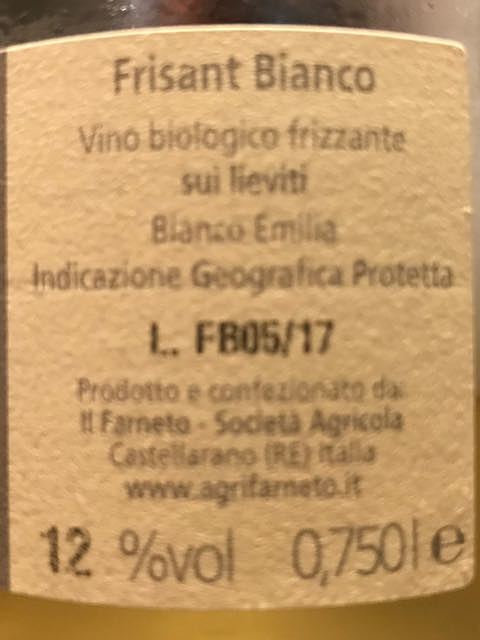 Frisant Bianco
Vino biologico frizzante
sui lieviti
Bianco Emilia
Indicazione Geografica Protetta
L. FB05/17
Prodotto e confezionato da:
Il Farneto - Società Agricola
Castellarano (RE) Italia
www.agrifarneto.it
12 %vol 0,750l e